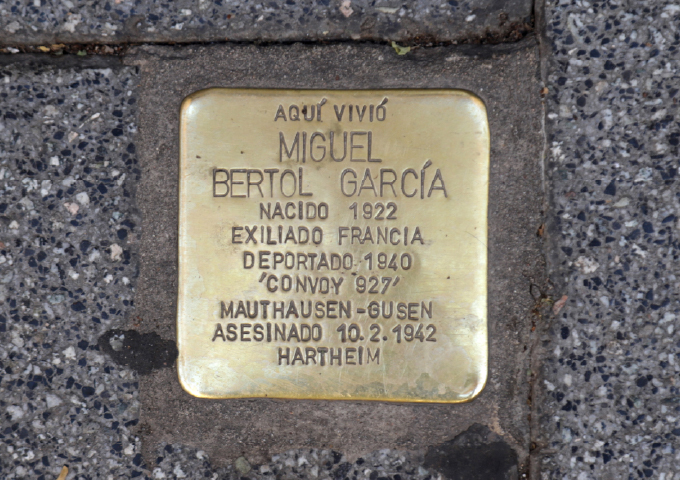 AQUÍ VIVIÓ
MIGUEL
BERTOL GARCÍA
NACIDO 1922
EXILIADO FRANCIA
DEPORTADO 1940
'CONVOY 927'
MAUTHAUSEN-GUSEN
ASESINADO 10.2.1942
HARTHEIM